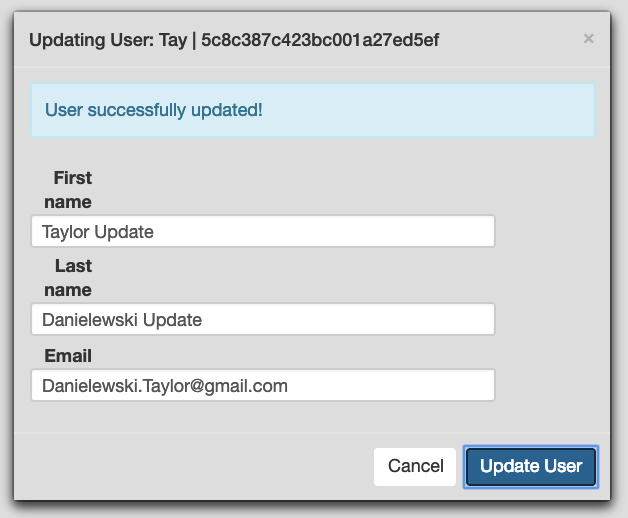 Updating User: Tay | 5c8c387c423bc001a27ed5ef
×
User successfully updated!
First
name
Taylor Update
Last
name
Danielewski Update
Email
Danielewski.Taylor@gmail.com
Cancel
Update User